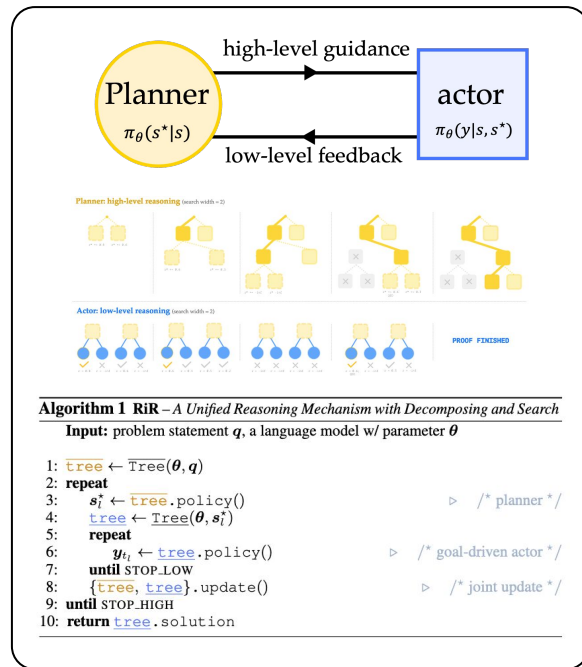 high-level guidance
Planner
π_θ(s*|s)
actor
π_θ(y|s, s*)
low-level feedback
Planner: high-level reasoning (search width = 2)
Actor: low-level reasoning (search width = 2)
PROOF FINISHED
Algorithm 1 RiR – A Unified Reasoning Mechanism with Decomposing and Search
Input: problem statement q, a language model w/ parameter θ
1: tree ← Tree(θ, q)
2: repeat
3: s*_l ← tree.policy() ▷ /* planner */
4: tree ← Tree(θ, s*_l)
5: repeat
6: y_{t_l} ← tree.policy() ▷ /* goal-driven actor */
7: until STOP_LOW
8: {tree, tree}.update() ▷ /* joint update */
9: until STOP_HIGH
10: return tree.solution